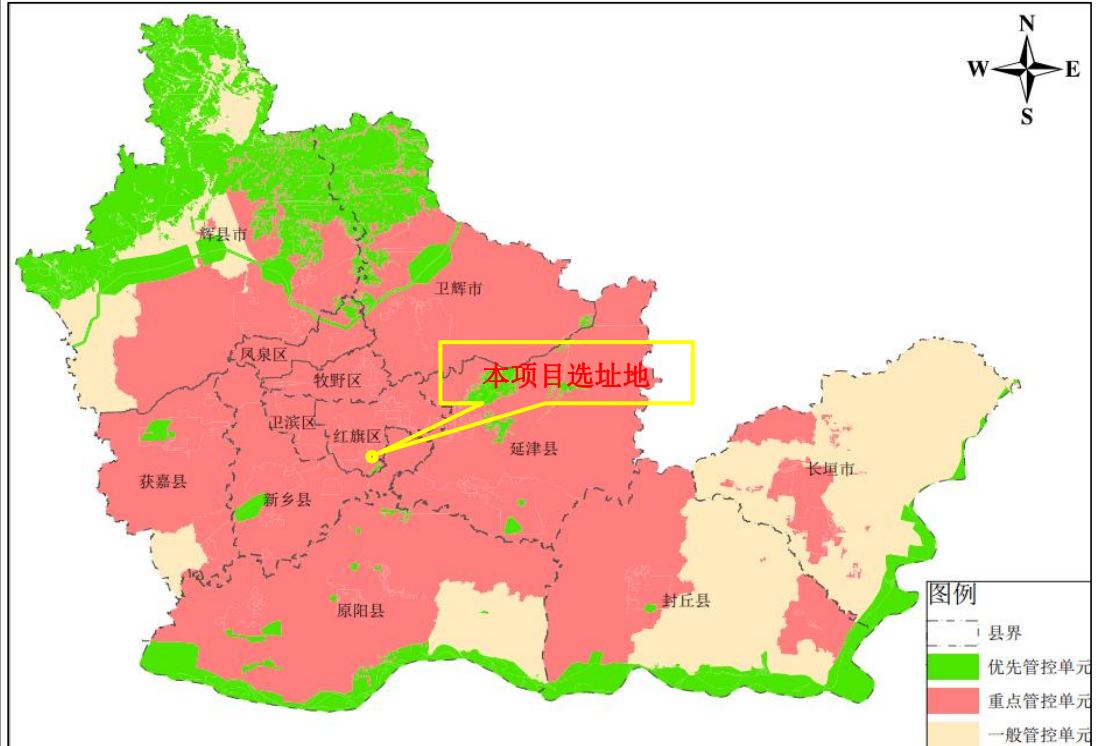 N
W E
S
辉县市
卫辉市
凤泉区
牧野区
本项目选址地
卫滨区
红旗区
延津县
长垣市
获嘉县
新乡县
原阳县
封丘县
图例
县界
优先管控单元
重点管控单元
一般管控单元